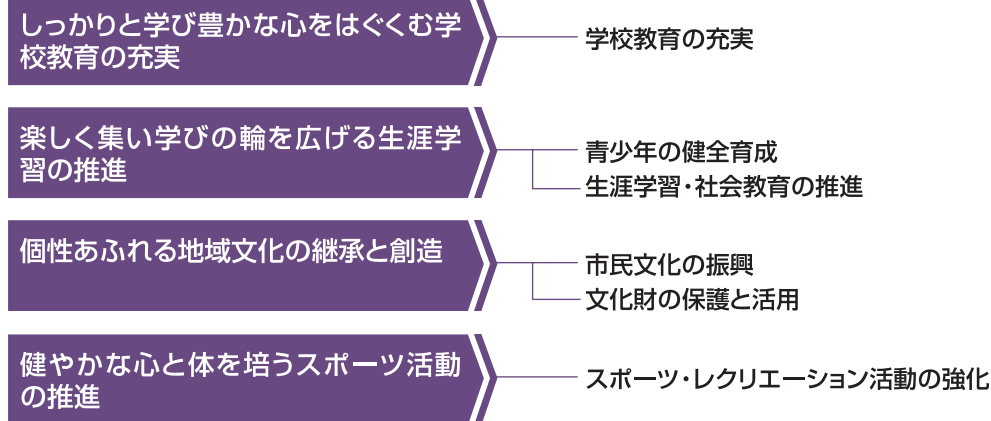 しっかりと学び豊かな心をはぐくむ学
校教育の充実
学校教育の充実
楽しく集い学びの輪を広げる生涯学
習の推進
青少年の健全育成
生涯学習・社会教育の推進
個性あふれる地域文化の継承と創造
市民文化の振興
文化財の保護と活用
健やかな心と体を培うスポーツ活動
の推進
スポーツ・レクリエーション活動の強化